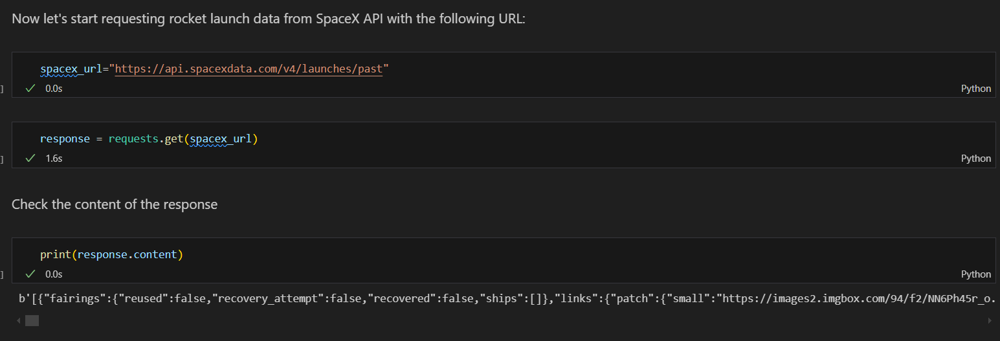 Now let's start requesting rocket launch data from SpaceX API with the following URL:
spacex_url="https://api.spacexdata.com/v4/launches/past"
]
0.0s
Python
response = requests.get(spacex_url)
]
1.6s
Python
Check the content of the response
print(response.content)
]
0.0s
Python
b'[{"fairings":{"reused":false,"recovery_attempt":false,"recovered":false,"ships":[]},"links":{"patch":{"small":"https://images2.imgbox.com/94/f2/NN6Ph45r_o.